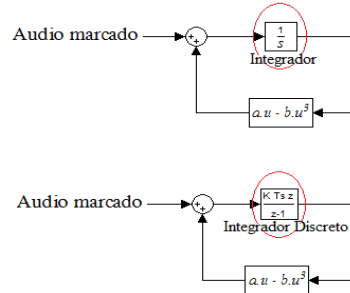 Audio marcado
+
+
1
s
Integrador
a.u - b.u³
Audio marcado
+
+
K Ts z
z-1
Integrador Discreto
a.u - b.u³